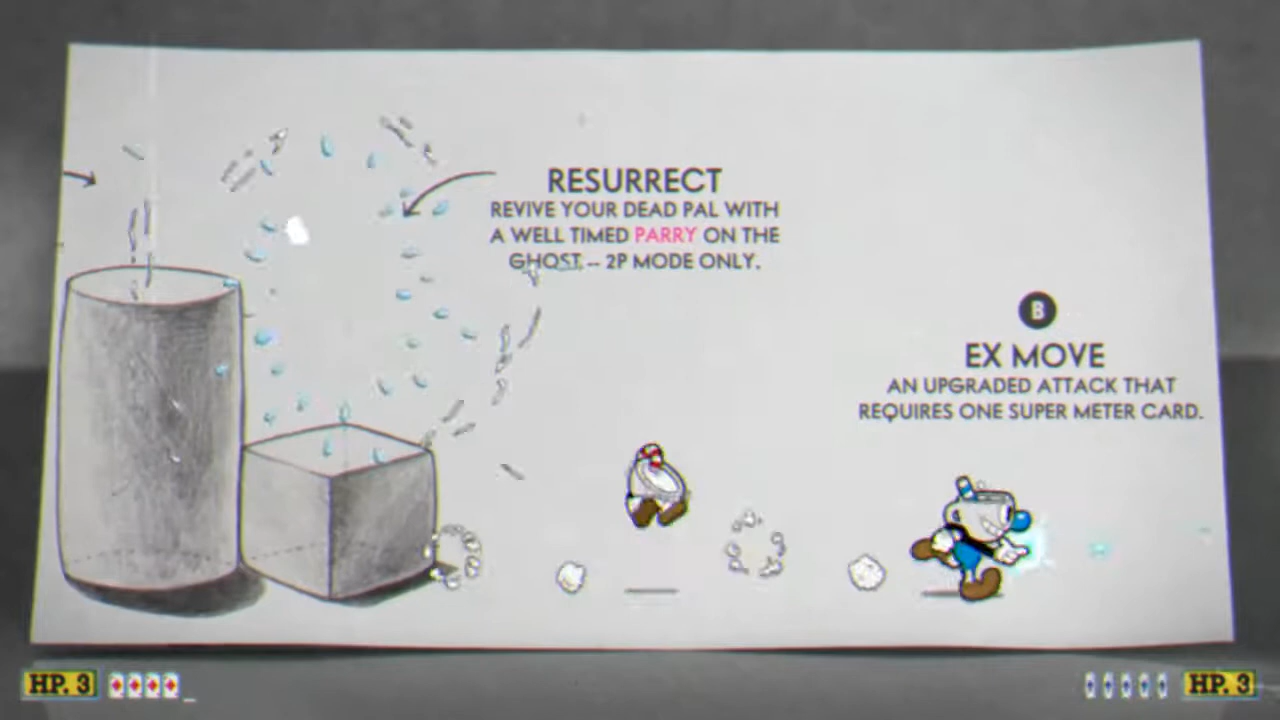 RESURRECT
REVIVE YOUR DEAD PAL WITH
A WELL TIMED PARRY ON THE
GHOST. -- 2P MODE ONLY.
B
EX MOVE
AN UPGRADED ATTACK THAT
REQUIRES ONE SUPER METER CARD.
HP. 3
HP. 3